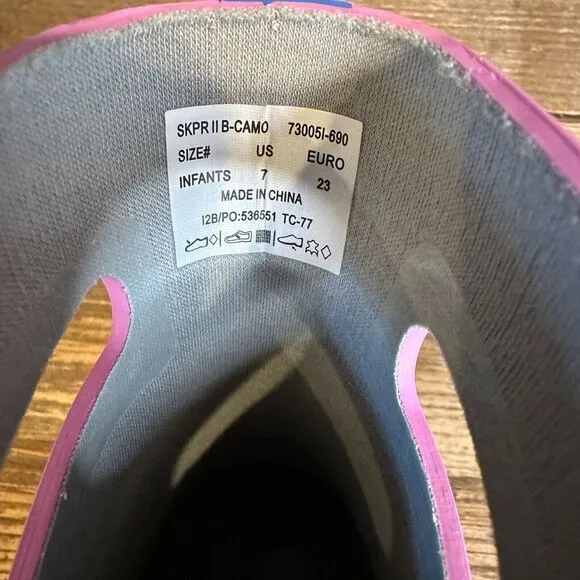 SKPR II B-CAMO 73005I-690
SIZE# US EURO
INFANTS 7 23
MADE IN CHINA
I2B/PO:536551 TC-77